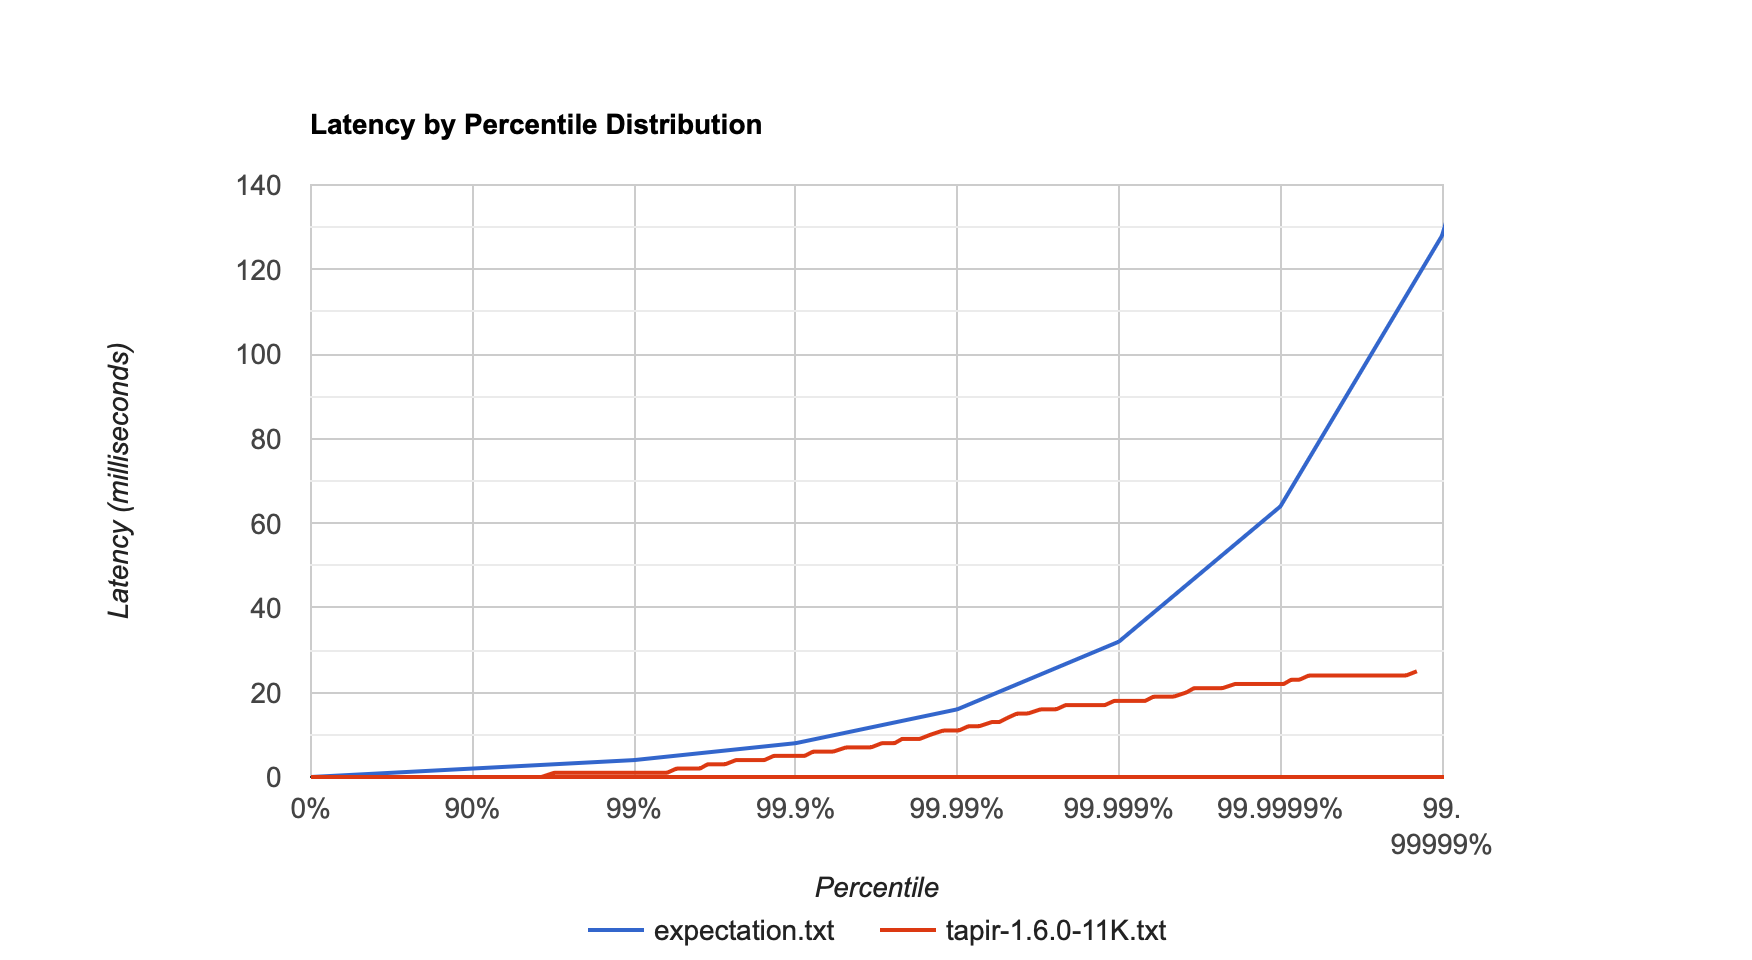 Latency by Percentile Distribution
140
120
100
80
60
40
20
0
Latency (milliseconds)
0% 90% 99% 99.9% 99.99% 99.999% 99.9999% 99.
99999%
Percentile
expectation.txt tapir-1.6.0-11K.txt